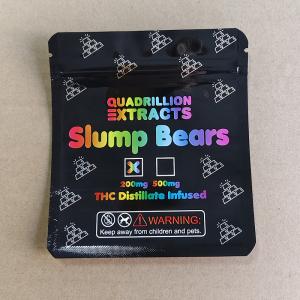 QUADRILLION
EXTRACTS
Slump Bears
X
200mg 500mg
THC Distillate Infused
WARNING:
Keep away from children and pets.